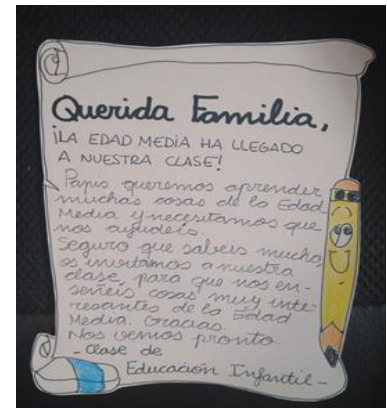 Querida Familia,
¡LA EDAD MEDIA HA LLEGADO
A NUESTRA CLASE!
Papis queremos aprender
muchas cosas de la Edad
Media y necesitamos que
nos ayudéis.
Seguro que sabéis mucho,
os invitamos a nuestra
clase, para que nos en-
señéis cosas muy inte-
resantes de la Edad
Media. Gracias.
Nos vemos pronto
- Clase de
Educación Infantil -